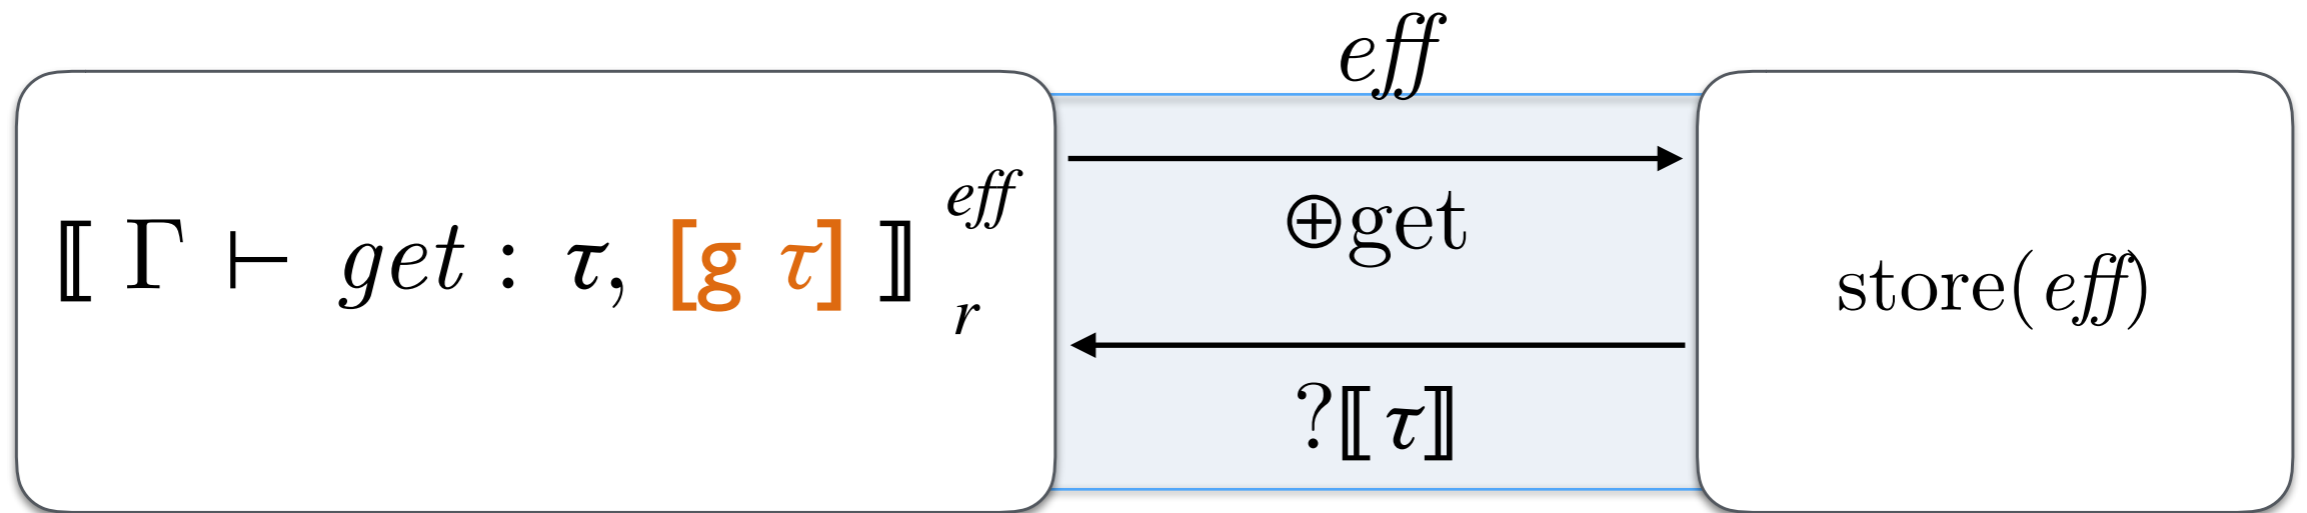 ⟦ Γ ⊢ get : τ, [g τ] ⟧ eff r
eff
⊕get
?⟦τ⟧
store(eff)